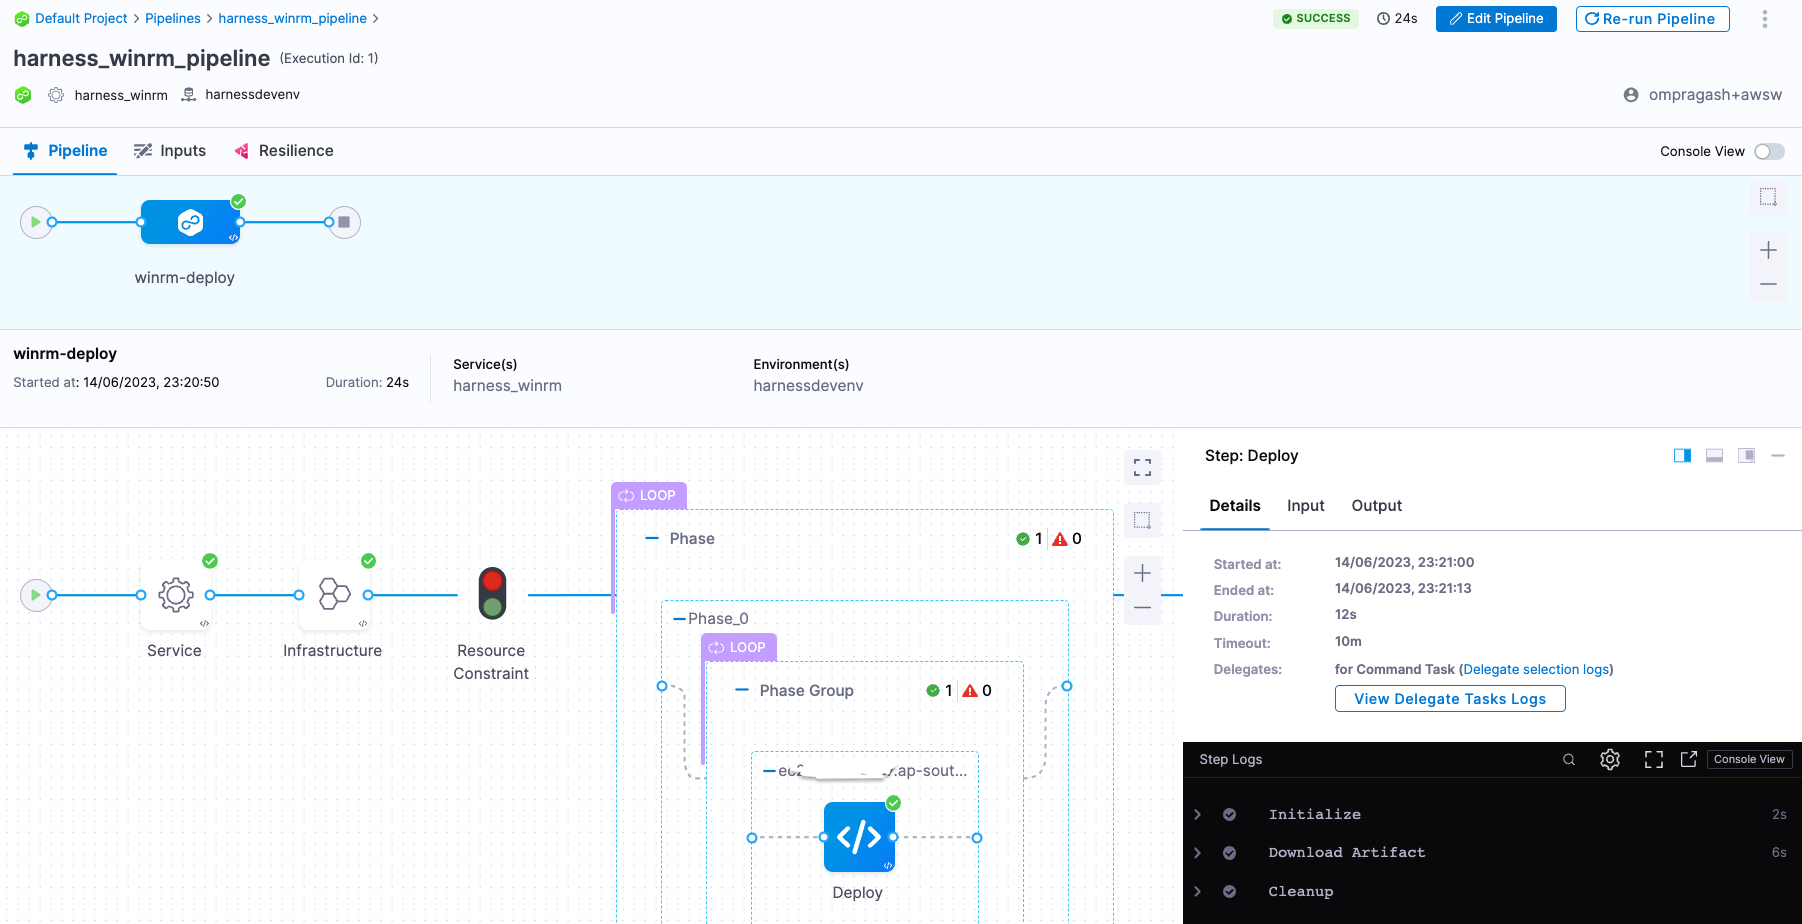 Default Project > Pipelines > harness_winrm_pipeline >
SUCCESS 24s Edit Pipeline Re-run Pipeline
harness_winrm_pipeline (Execution Id: 1)
harness_winrm harnessdevenv
ompragash+awsw
Pipeline Inputs Resilience
Console View
winrm-deploy
winrm-deploy
Started at: 14/06/2023, 23:20:50 Duration: 24s
Service(s)
harness_winrm
Environment(s)
harnessdevenv
Service
Infrastructure
Resource
Constraint
LOOP
Phase 1 0
Phase_0
LOOP
Phase Group 1 0
.ap-sout...
Deploy
Step: Deploy
Details Input Output
Started at: 14/06/2023, 23:21:00
Ended at: 14/06/2023, 23:21:13
Duration: 12s
Timeout: 10m
Delegates: for Command Task (Delegate selection logs)
View Delegate Tasks Logs
Step Logs Console View
Initialize 2s
Download Artifact 6s
Cleanup